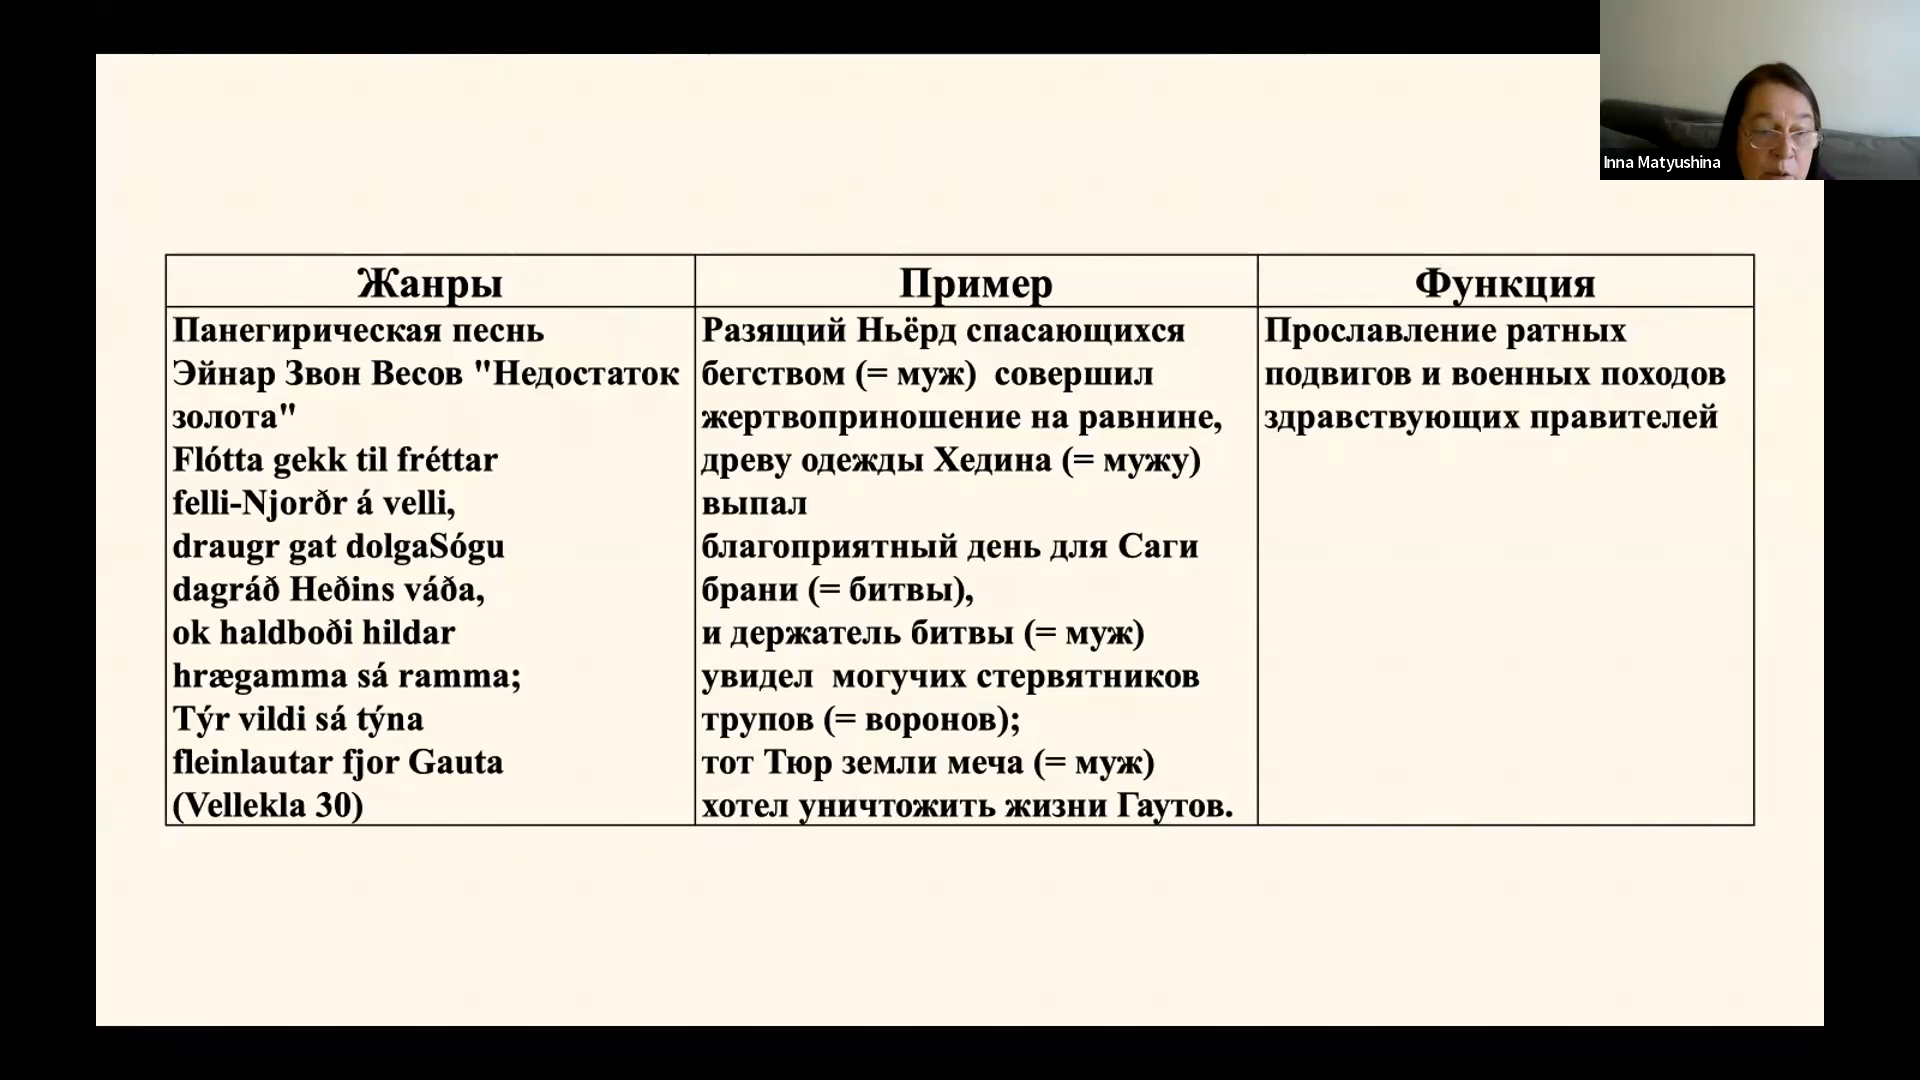 Inna Matyushina
Жанры
Пример
Функция
Панегирическая песнь
Эйнар Звон Весов "Недостаток
золота"
Flótta gekk til fréttar
felli-Njorðr á velli,
draugr gat dolgaSógu
dagráð Heðins váða,
ok haldboði hildar
hrægamma sá ramma;
Týr vildi sá týna
fleinlautar fjor Gauta
(Vellekla 30)
Разящий Ньёрд спасающихся
бегством (= муж) совершил
жертвоприношение на равнине,
древу одежды Хедина (= мужу)
выпал
благоприятный день для Саги
брани (= битвы),
и держатель битвы (= муж)
увидел могучих стервятников
трупов (= воронов);
тот Тюр земли меча (= муж)
хотел уничтожить жизни Гаутов.
Прославление ратных
подвигов и военных походов
здравствующих правителей